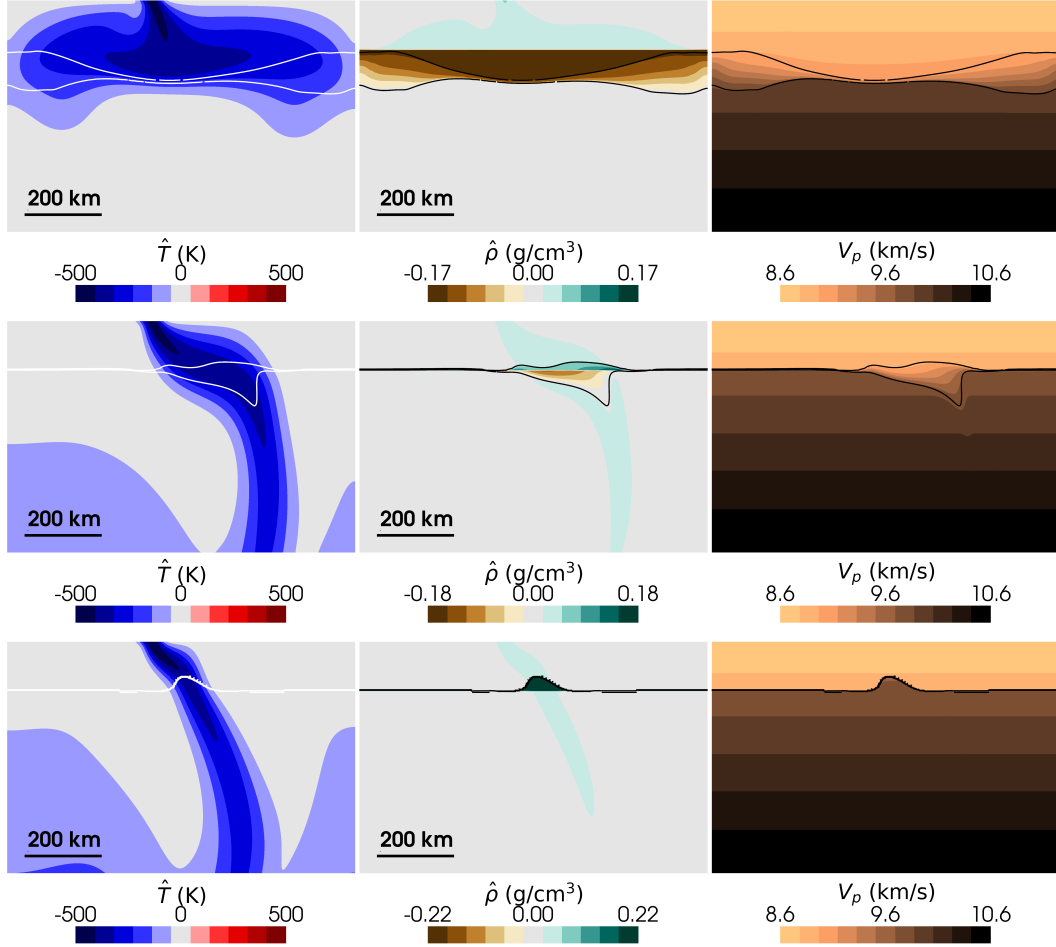 200 km 200 km
T̂ (K) ρ̂ (g/cm³) Vₚ (km/s)
-500 0 500 -0.17 0.00 0.17 8.6 9.6 10.6
200 km 200 km
T̂ (K) ρ̂ (g/cm³) Vₚ (km/s)
-500 0 500 -0.18 0.00 0.18 8.6 9.6 10.6
200 km 200 km
T̂ (K) ρ̂ (g/cm³) Vₚ (km/s)
-500 0 500 -0.22 0.00 0.22 8.6 9.6 10.6